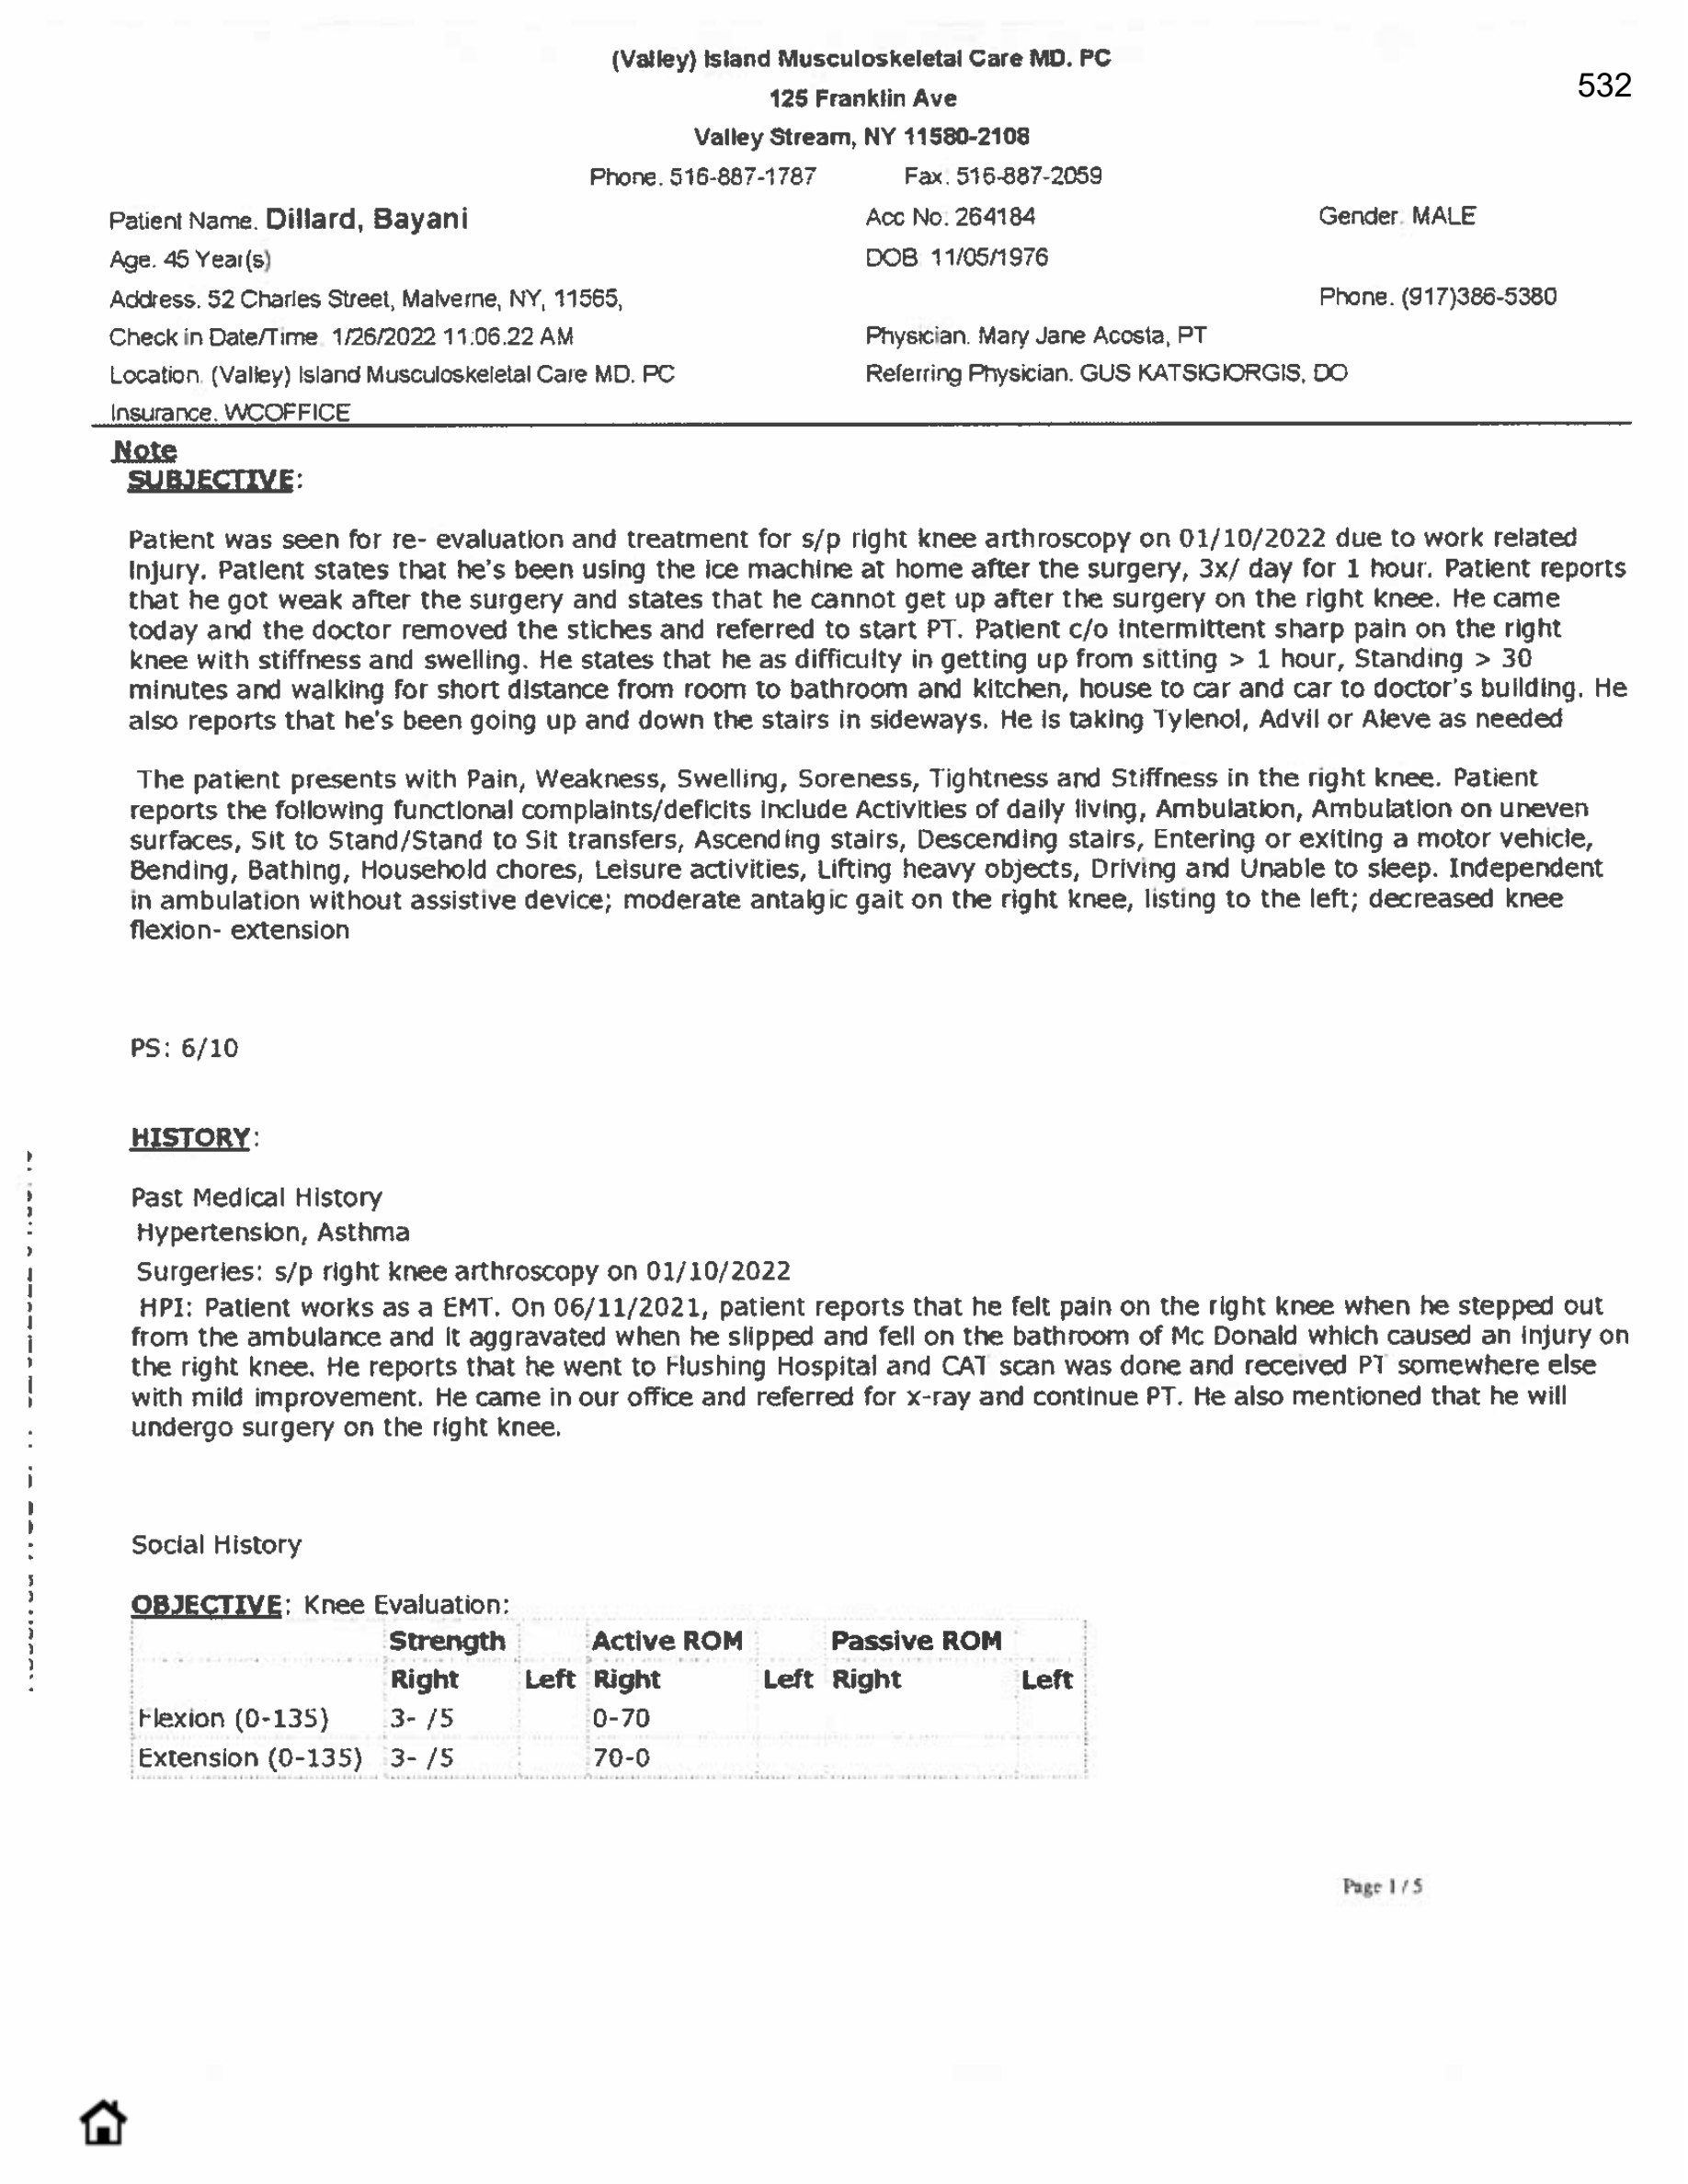 (Valley) Island Musculoskeletal Care MD. PC
532
125 Franklin Ave
Valley Stream, NY 11580-2108
Phone. 516-887-1787 Fax. 516-887-2059
Patient Name. Dillard, Bayani Acc No. 264184 Gender. MALE
Age. 45 Year(s) DOB 11/05/1976
Address. 52 Charles Street, Malverne, NY, 11565, Phone. (917)386-5380
Check in Date/Time. 1/26/2022 11:06.22 AM Physician. Mary Jane Acosta, PT
Location. (Valley) Island Musculoskeletal Care MD. PC Referring Physician. GUS KATSIGIORGIS, DO
Insurance. WCOFFICE
Note
SUBJECTIVE:
Patient was seen for re- evaluation and treatment for s/p right knee arthroscopy on 01/10/2022 due to work related
Injury. Patient states that he's been using the ice machine at home after the surgery, 3x/ day for 1 hour. Patient reports
that he got weak after the surgery and states that he cannot get up after the surgery on the right knee. He came
today and the doctor removed the stiches and referred to start PT. Patient c/o intermittent sharp pain on the right
knee with stiffness and swelling. He states that he as difficulty in getting up from sitting > 1 hour, Standing > 30
minutes and walking for short distance from room to bathroom and kitchen, house to car and car to doctor's building. He
also reports that he's been going up and down the stairs in sideways. He is taking Tylenol, Advil or Aleve as needed
The patient presents with Pain, Weakness, Swelling, Soreness, Tightness and Stiffness in the right knee. Patient
reports the following functional complaints/deficits include Activities of daily living, Ambulation, Ambulation on uneven
surfaces, Sit to Stand/Stand to Sit transfers, Ascending stairs, Descending stairs, Entering or exiting a motor vehicle,
Bending, Bathing, Household chores, Leisure activities, Lifting heavy objects, Driving and Unable to sleep. Independent
in ambulation without assistive device; moderate antalgic gait on the right knee, listing to the left; decreased knee
flexion- extension
PS: 6/10
HISTORY:
Past Medical History
Hypertension, Asthma
Surgeries: s/p right knee arthroscopy on 01/10/2022
HPI: Patient works as a EMT. On 06/11/2021, patient reports that he felt pain on the right knee when he stepped out
from the ambulance and it aggravated when he slipped and fell on the bathroom of Mc Donald which caused an injury on
the right knee. He reports that he went to Flushing Hospital and CAT scan was done and received PT somewhere else
with mild improvement. He came in our office and referred for x-ray and continue PT. He also mentioned that he will
undergo surgery on the right knee.
Social History
OBJECTIVE: Knee Evaluation:
Strength Active ROM Passive ROM
Right Left Right Left Right Left
Flexion (0-135) 3- /5 0-70
Extension (0-135) 3- /5 70-0
Page 1 / 5